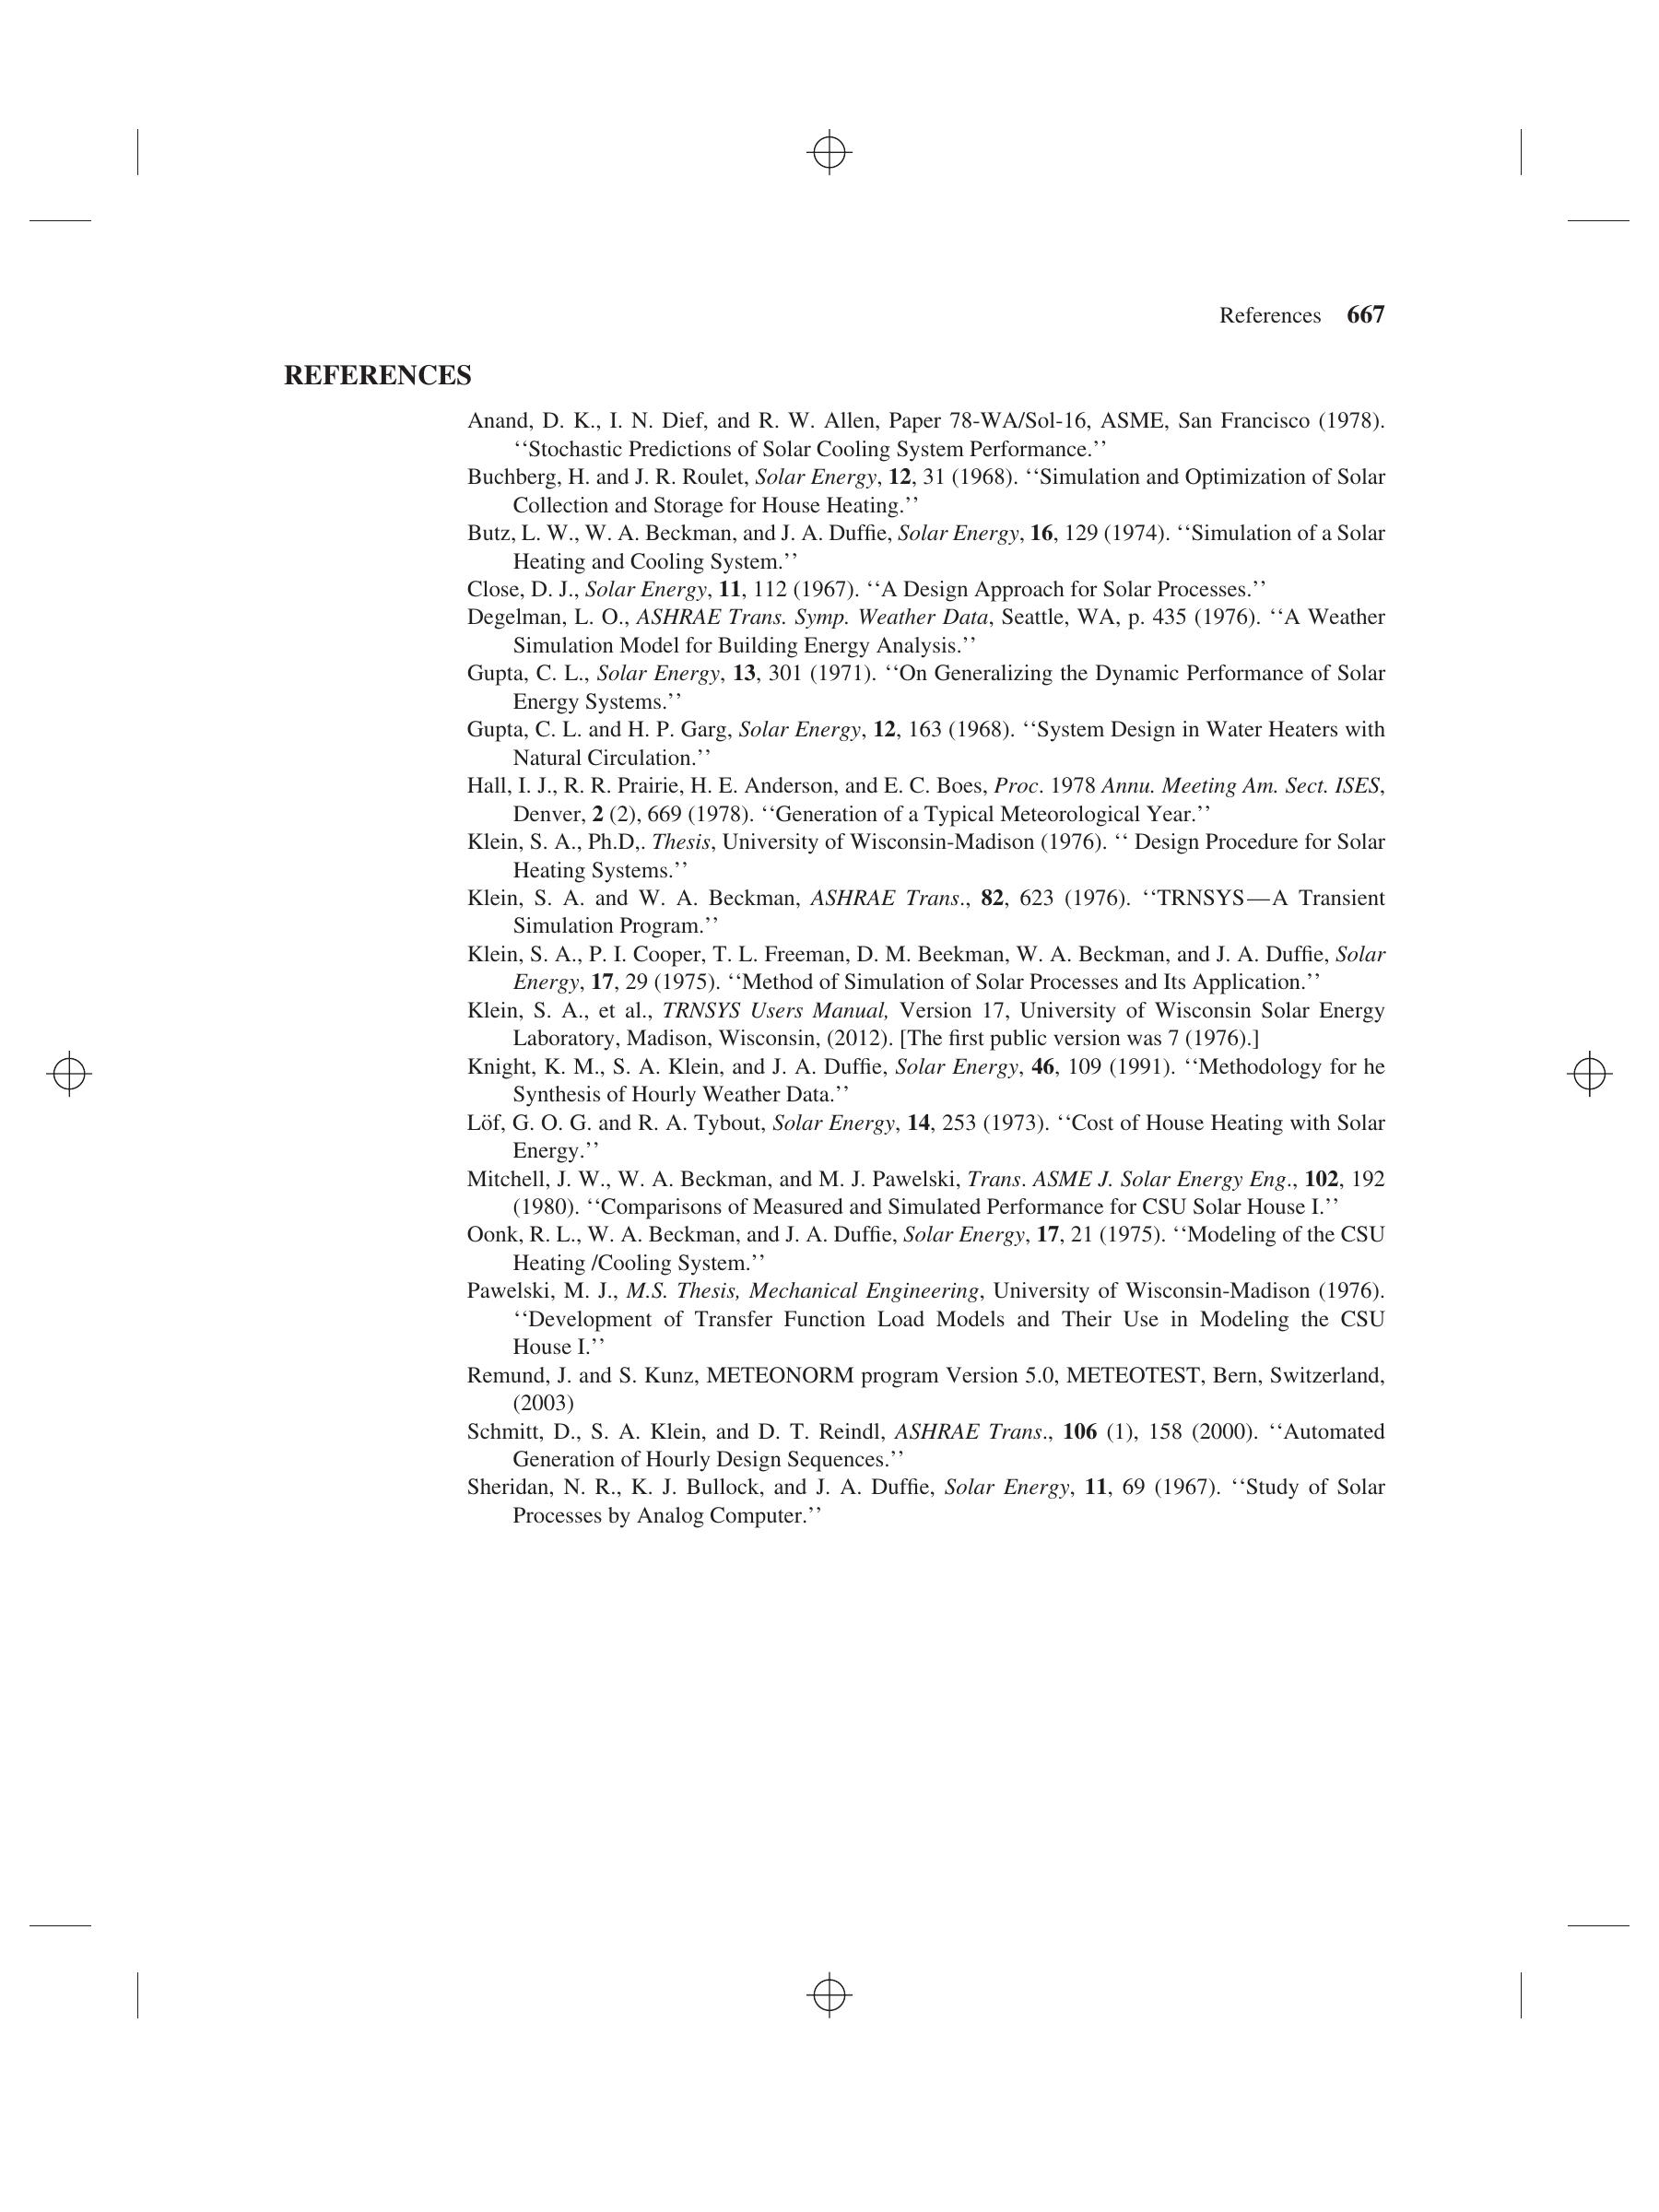 References 667
REFERENCES
Anand, D. K., I. N. Dief, and R. W. Allen, Paper 78-WA/Sol-16, ASME, San Francisco (1978).
‘‘Stochastic Predictions of Solar Cooling System Performance.’’
Buchberg, H. and J. R. Roulet, Solar Energy, 12, 31 (1968). ‘‘Simulation and Optimization of Solar
Collection and Storage for House Heating.’’
Butz, L. W., W. A. Beckman, and J. A. Duffie, Solar Energy, 16, 129 (1974). ‘‘Simulation of a Solar
Heating and Cooling System.’’
Close, D. J., Solar Energy, 11, 112 (1967). ‘‘A Design Approach for Solar Processes.’’
Degelman, L. O., ASHRAE Trans. Symp. Weather Data, Seattle, WA, p. 435 (1976). ‘‘A Weather
Simulation Model for Building Energy Analysis.’’
Gupta, C. L., Solar Energy, 13, 301 (1971). ‘‘On Generalizing the Dynamic Performance of Solar
Energy Systems.’’
Gupta, C. L. and H. P. Garg, Solar Energy, 12, 163 (1968). ‘‘System Design in Water Heaters with
Natural Circulation.’’
Hall, I. J., R. R. Prairie, H. E. Anderson, and E. C. Boes, Proc. 1978 Annu. Meeting Am. Sect. ISES,
Denver, 2 (2), 669 (1978). ‘‘Generation of a Typical Meteorological Year.’’
Klein, S. A., Ph.D,. Thesis, University of Wisconsin-Madison (1976). ‘‘ Design Procedure for Solar
Heating Systems.’’
Klein, S. A. and W. A. Beckman, ASHRAE Trans., 82, 623 (1976). ‘‘TRNSYS—A Transient
Simulation Program.’’
Klein, S. A., P. I. Cooper, T. L. Freeman, D. M. Beekman, W. A. Beckman, and J. A. Duffie, Solar
Energy, 17, 29 (1975). ‘‘Method of Simulation of Solar Processes and Its Application.’’
Klein, S. A., et al., TRNSYS Users Manual, Version 17, University of Wisconsin Solar Energy
Laboratory, Madison, Wisconsin, (2012). [The first public version was 7 (1976).]
Knight, K. M., S. A. Klein, and J. A. Duffie, Solar Energy, 46, 109 (1991). ‘‘Methodology for he
Synthesis of Hourly Weather Data.’’
Löf, G. O. G. and R. A. Tybout, Solar Energy, 14, 253 (1973). ‘‘Cost of House Heating with Solar
Energy.’’
Mitchell, J. W., W. A. Beckman, and M. J. Pawelski, Trans. ASME J. Solar Energy Eng., 102, 192
(1980). ‘‘Comparisons of Measured and Simulated Performance for CSU Solar House I.’’
Oonk, R. L., W. A. Beckman, and J. A. Duffie, Solar Energy, 17, 21 (1975). ‘‘Modeling of the CSU
Heating /Cooling System.’’
Pawelski, M. J., M.S. Thesis, Mechanical Engineering, University of Wisconsin-Madison (1976).
‘‘Development of Transfer Function Load Models and Their Use in Modeling the CSU
House I.’’
Remund, J. and S. Kunz, METEONORM program Version 5.0, METEOTEST, Bern, Switzerland,
(2003)
Schmitt, D., S. A. Klein, and D. T. Reindl, ASHRAE Trans., 106 (1), 158 (2000). ‘‘Automated
Generation of Hourly Design Sequences.’’
Sheridan, N. R., K. J. Bullock, and J. A. Duffie, Solar Energy, 11, 69 (1967). ‘‘Study of Solar
Processes by Analog Computer.’’